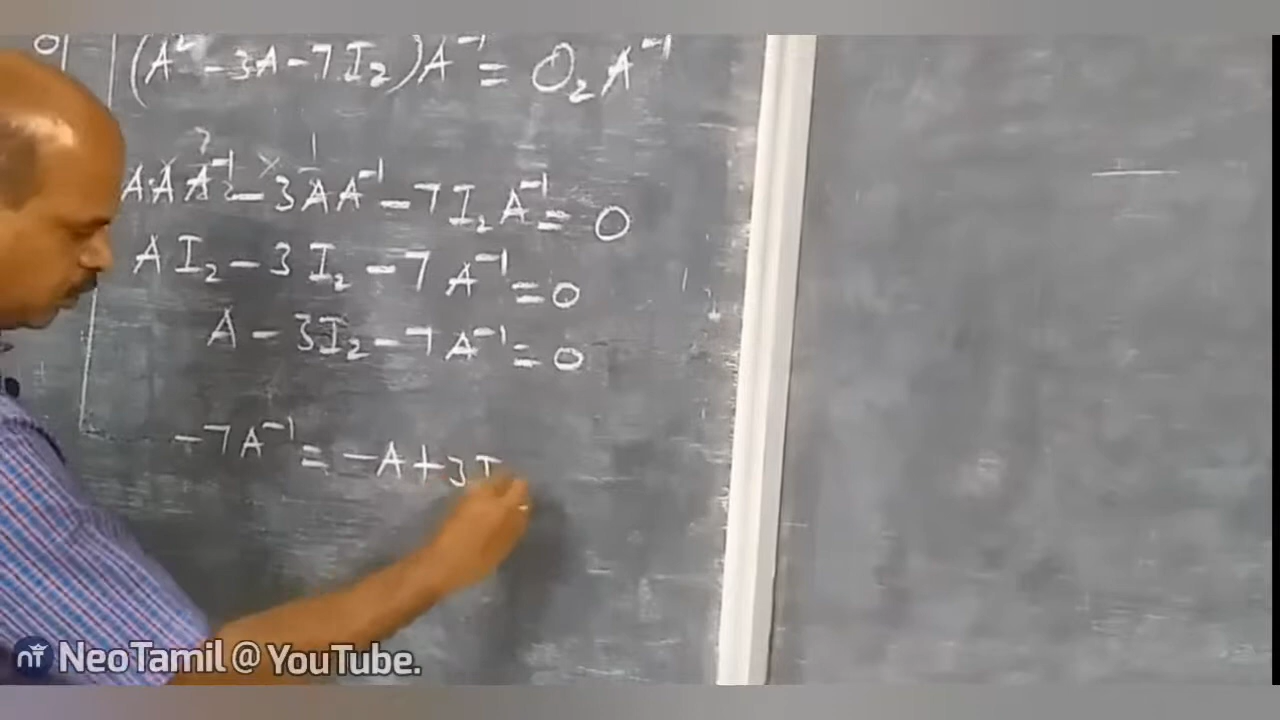 (A² - 3A - 7I₂)A⁻¹ = O₂A⁻¹
A·A A⁻¹ - 3AA⁻¹ - 7I₂A⁻¹ = 0
AI₂ - 3I₂ - 7A⁻¹ = 0
A - 3I₂ - 7A⁻¹ = 0
-7A⁻¹ = -A + 3I
NeoTamil @ YouTube.